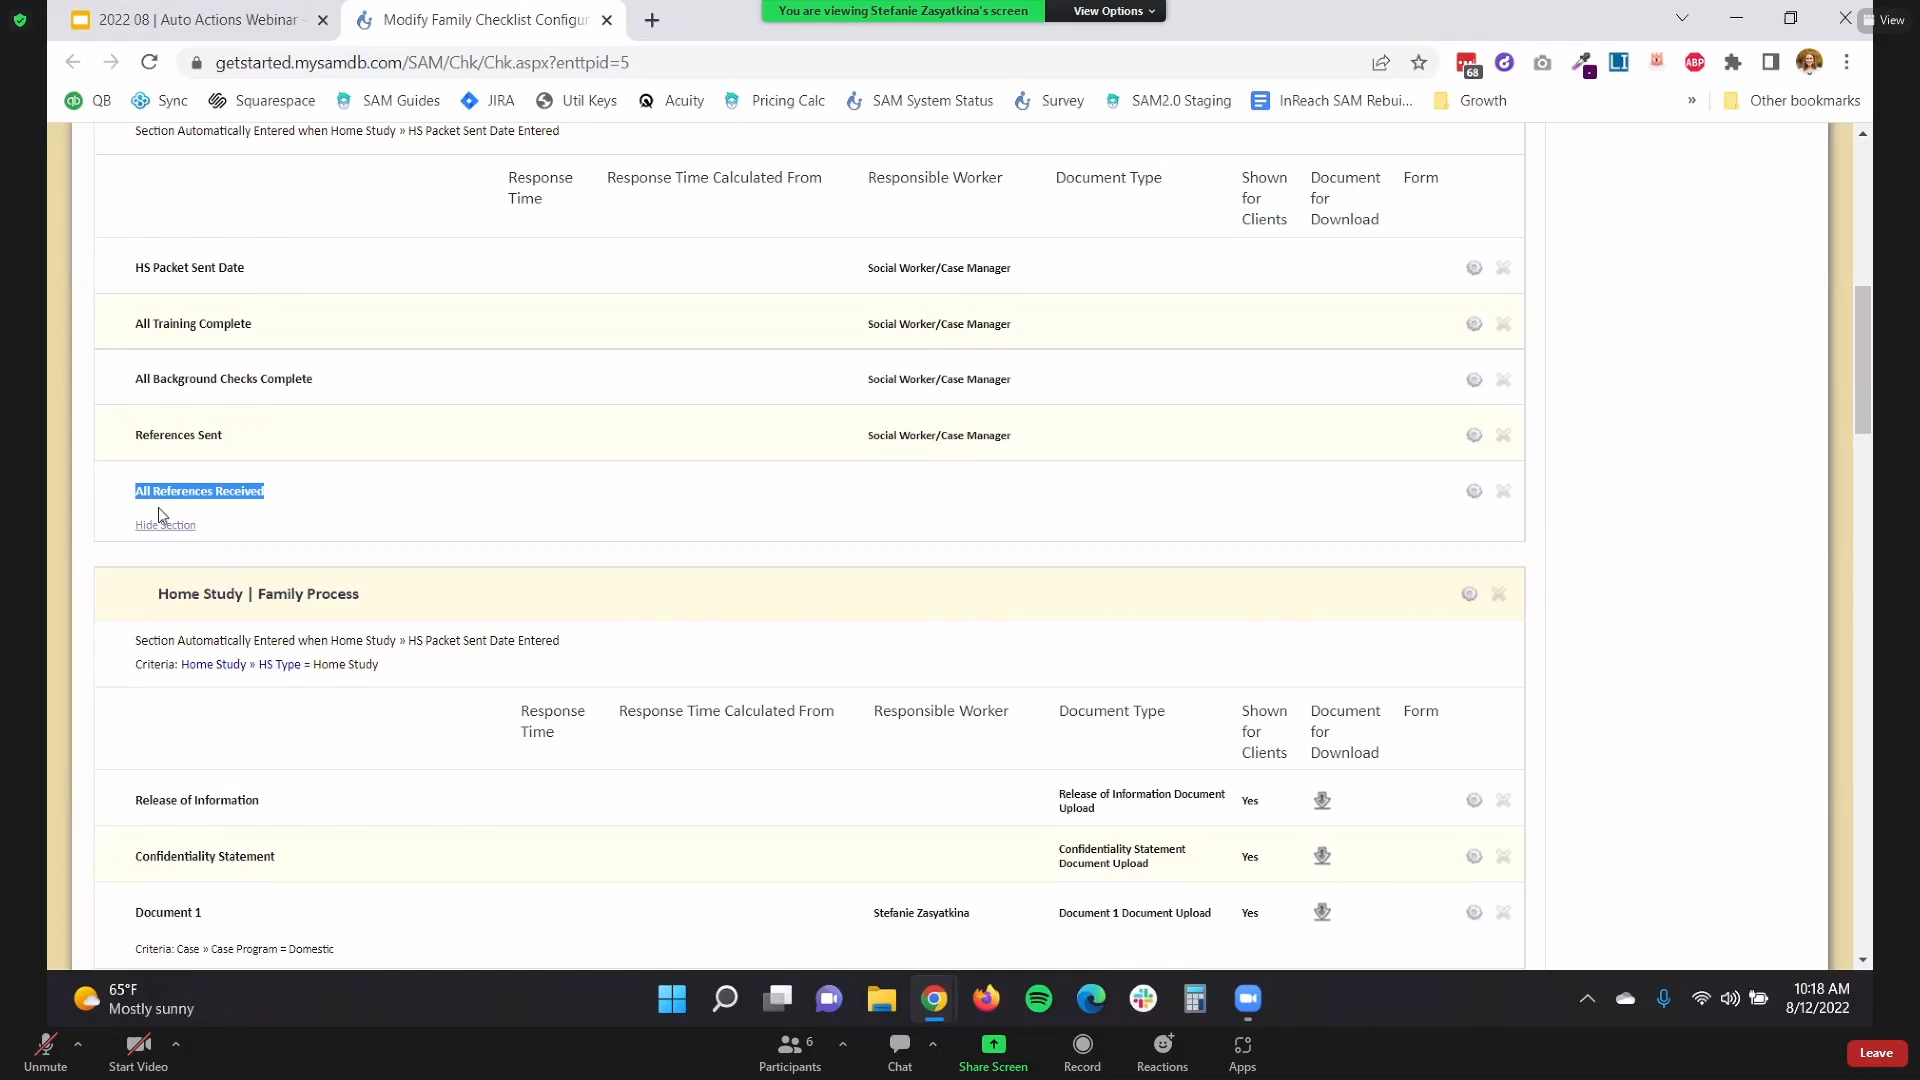 2022 08 | Auto Actions Webinar
Modify Family Checklist Configur
You are viewing Stefanie Zasyatkina's screen
View Options
View
getstarted.mysamdb.com/SAM/Chk/Chk.aspx?enttpid=5
68
LI
ABP
QB
Sync
Squarespace
SAM Guides
JIRA
Util Keys
Acuity
Pricing Calc
SAM System Status
Survey
SAM2.0 Staging
InReach SAM Rebui...
Growth
»
Other bookmarks
Section Automatically Entered when Home Study » HS Packet Sent Date Entered
Response Time
Response Time Calculated From
Responsible Worker
Document Type
Shown for Clients
Document for Download
Form
HS Packet Sent Date
Social Worker/Case Manager
All Training Complete
Social Worker/Case Manager
All Background Checks Complete
Social Worker/Case Manager
References Sent
Social Worker/Case Manager
All References Received
Hide Section
Home Study | Family Process
Section Automatically Entered when Home Study » HS Packet Sent Date Entered
Criteria: Home Study » HS Type = Home Study
Response Time
Response Time Calculated From
Responsible Worker
Document Type
Shown for Clients
Document for Download
Form
Release of Information
Release of Information Document Upload
Yes
Confidentiality Statement
Confidentiality Statement Document Upload
Yes
Document 1
Stefanie Zasyatkina
Document 1 Document Upload
Yes
Criteria: Case » Case Program = Domestic
65°F
Mostly sunny
10:18 AM
8/12/2022
Unmute
Start Video
Participants
6
Chat
Share Screen
Record
Reactions
Apps
Leave